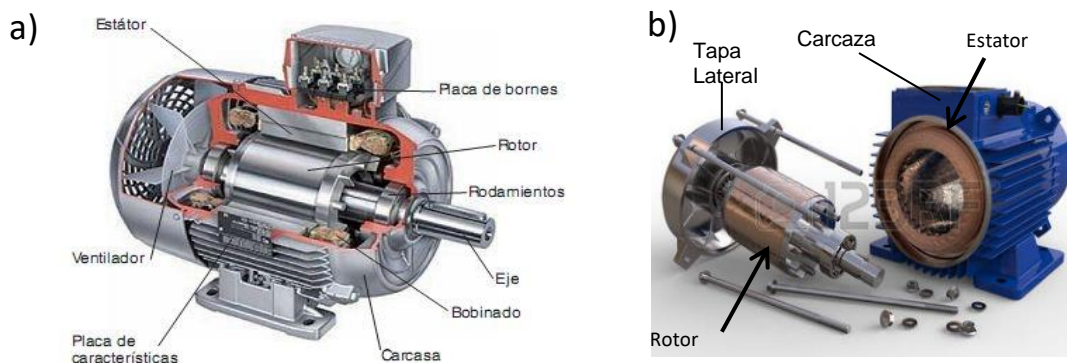 a)
Estátor
Placa de bornes
Rotor
Rodamientos
Ventilador
Eje
Bobinado
Placa de
características
Carcasa
b)
Tapa
Lateral
Carcaza
Estator
Rotor